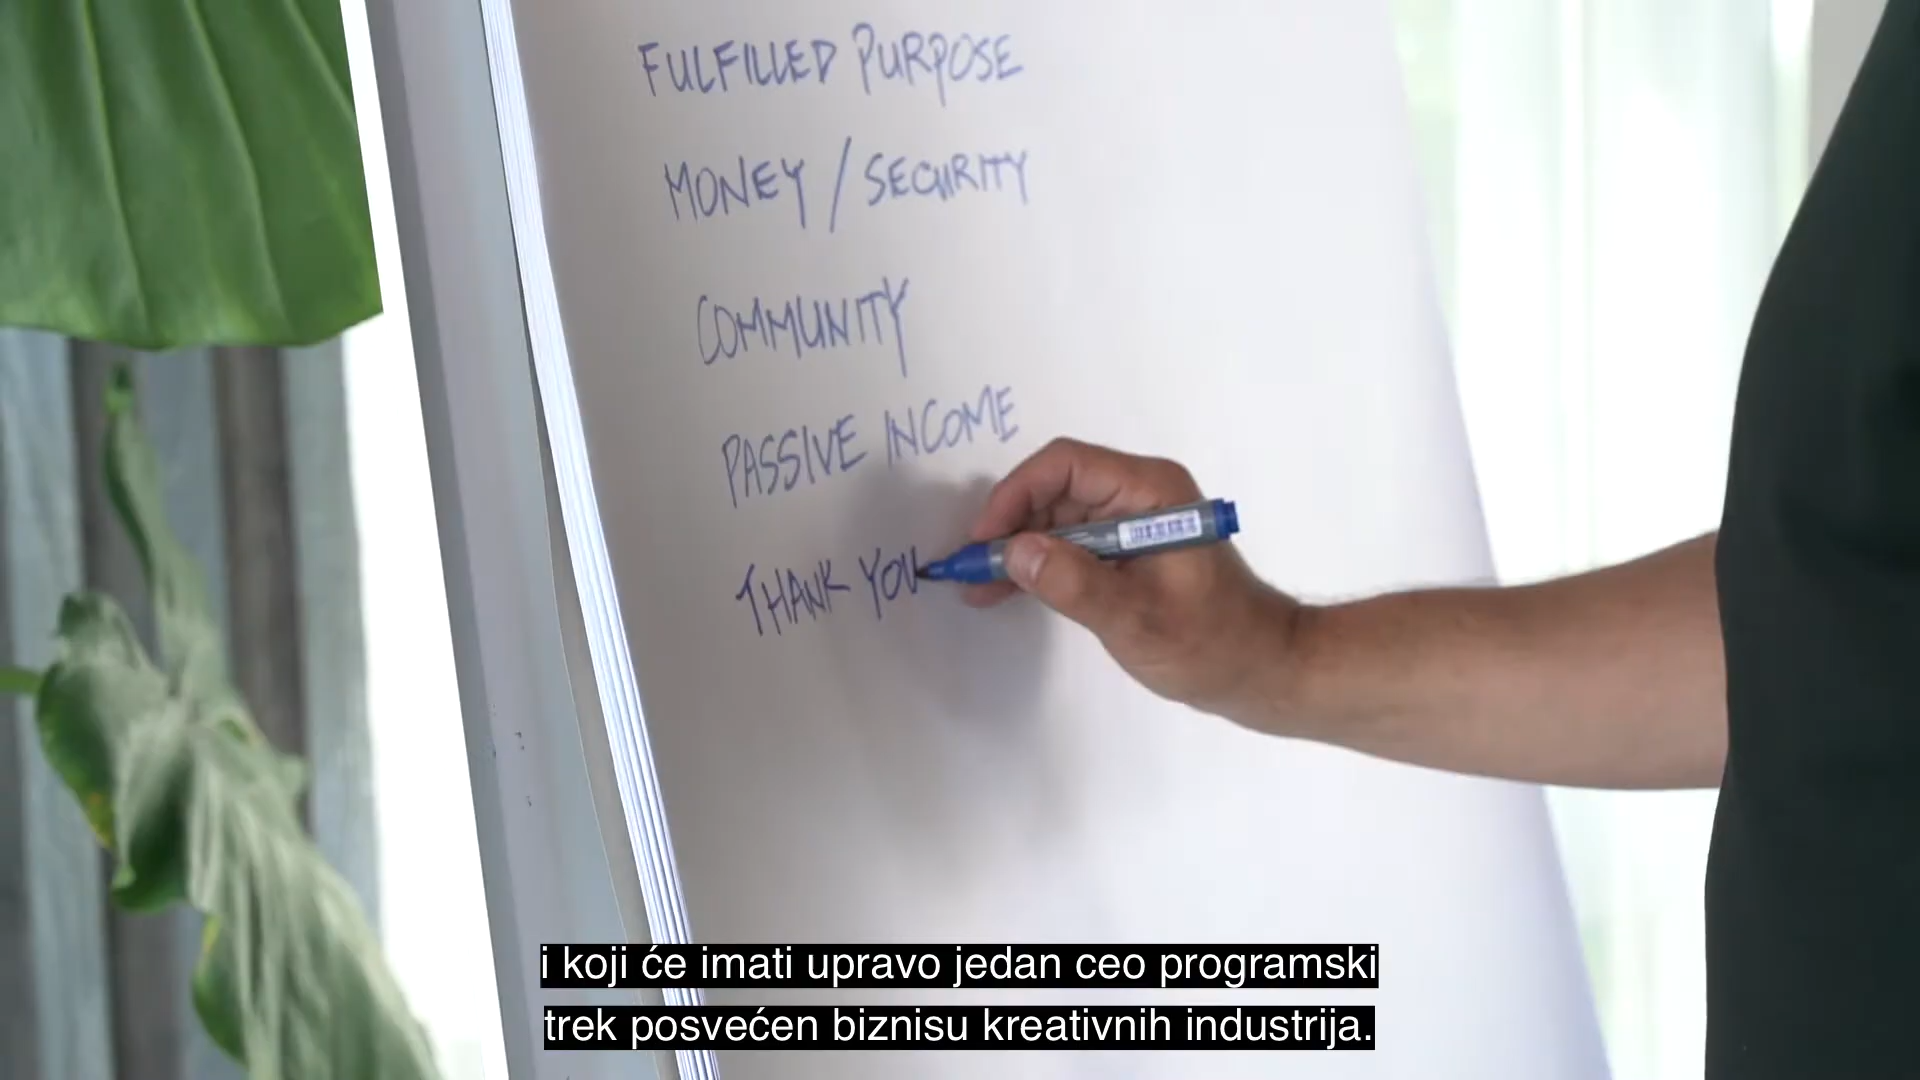 FULFILLED PURPOSE
MONEY / SECURITY
COMMUNITY
PASSIVE INCOME
THANK YOU
i koji će imati upravo jedan ceo programski
trek posvećen biznisu kreativnih industrija.